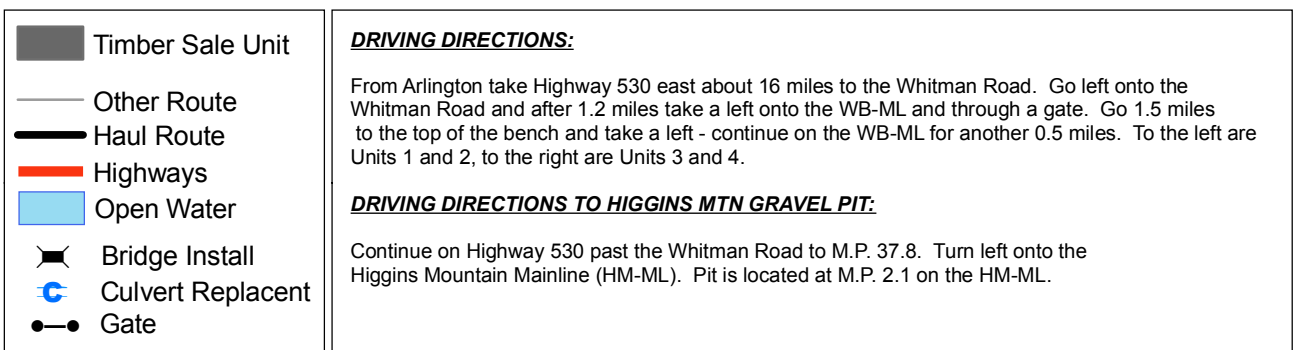 Timber Sale Unit
Other Route
Haul Route
Highways
Open Water
Bridge Install
Culvert Replacent
Gate
DRIVING DIRECTIONS:
From Arlington take Highway 530 east about 16 miles to the Whitman Road. Go left onto the
Whitman Road and after 1.2 miles take a left onto the WB-ML and through a gate. Go 1.5 miles
to the top of the bench and take a left - continue on the WB-ML for another 0.5 miles. To the left are
Units 1 and 2, to the right are Units 3 and 4.
DRIVING DIRECTIONS TO HIGGINS MTN GRAVEL PIT:
Continue on Highway 530 past the Whitman Road to M.P. 37.8. Turn left onto the
Higgins Mountain Mainline (HM-ML). Pit is located at M.P. 2.1 on the HM-ML.